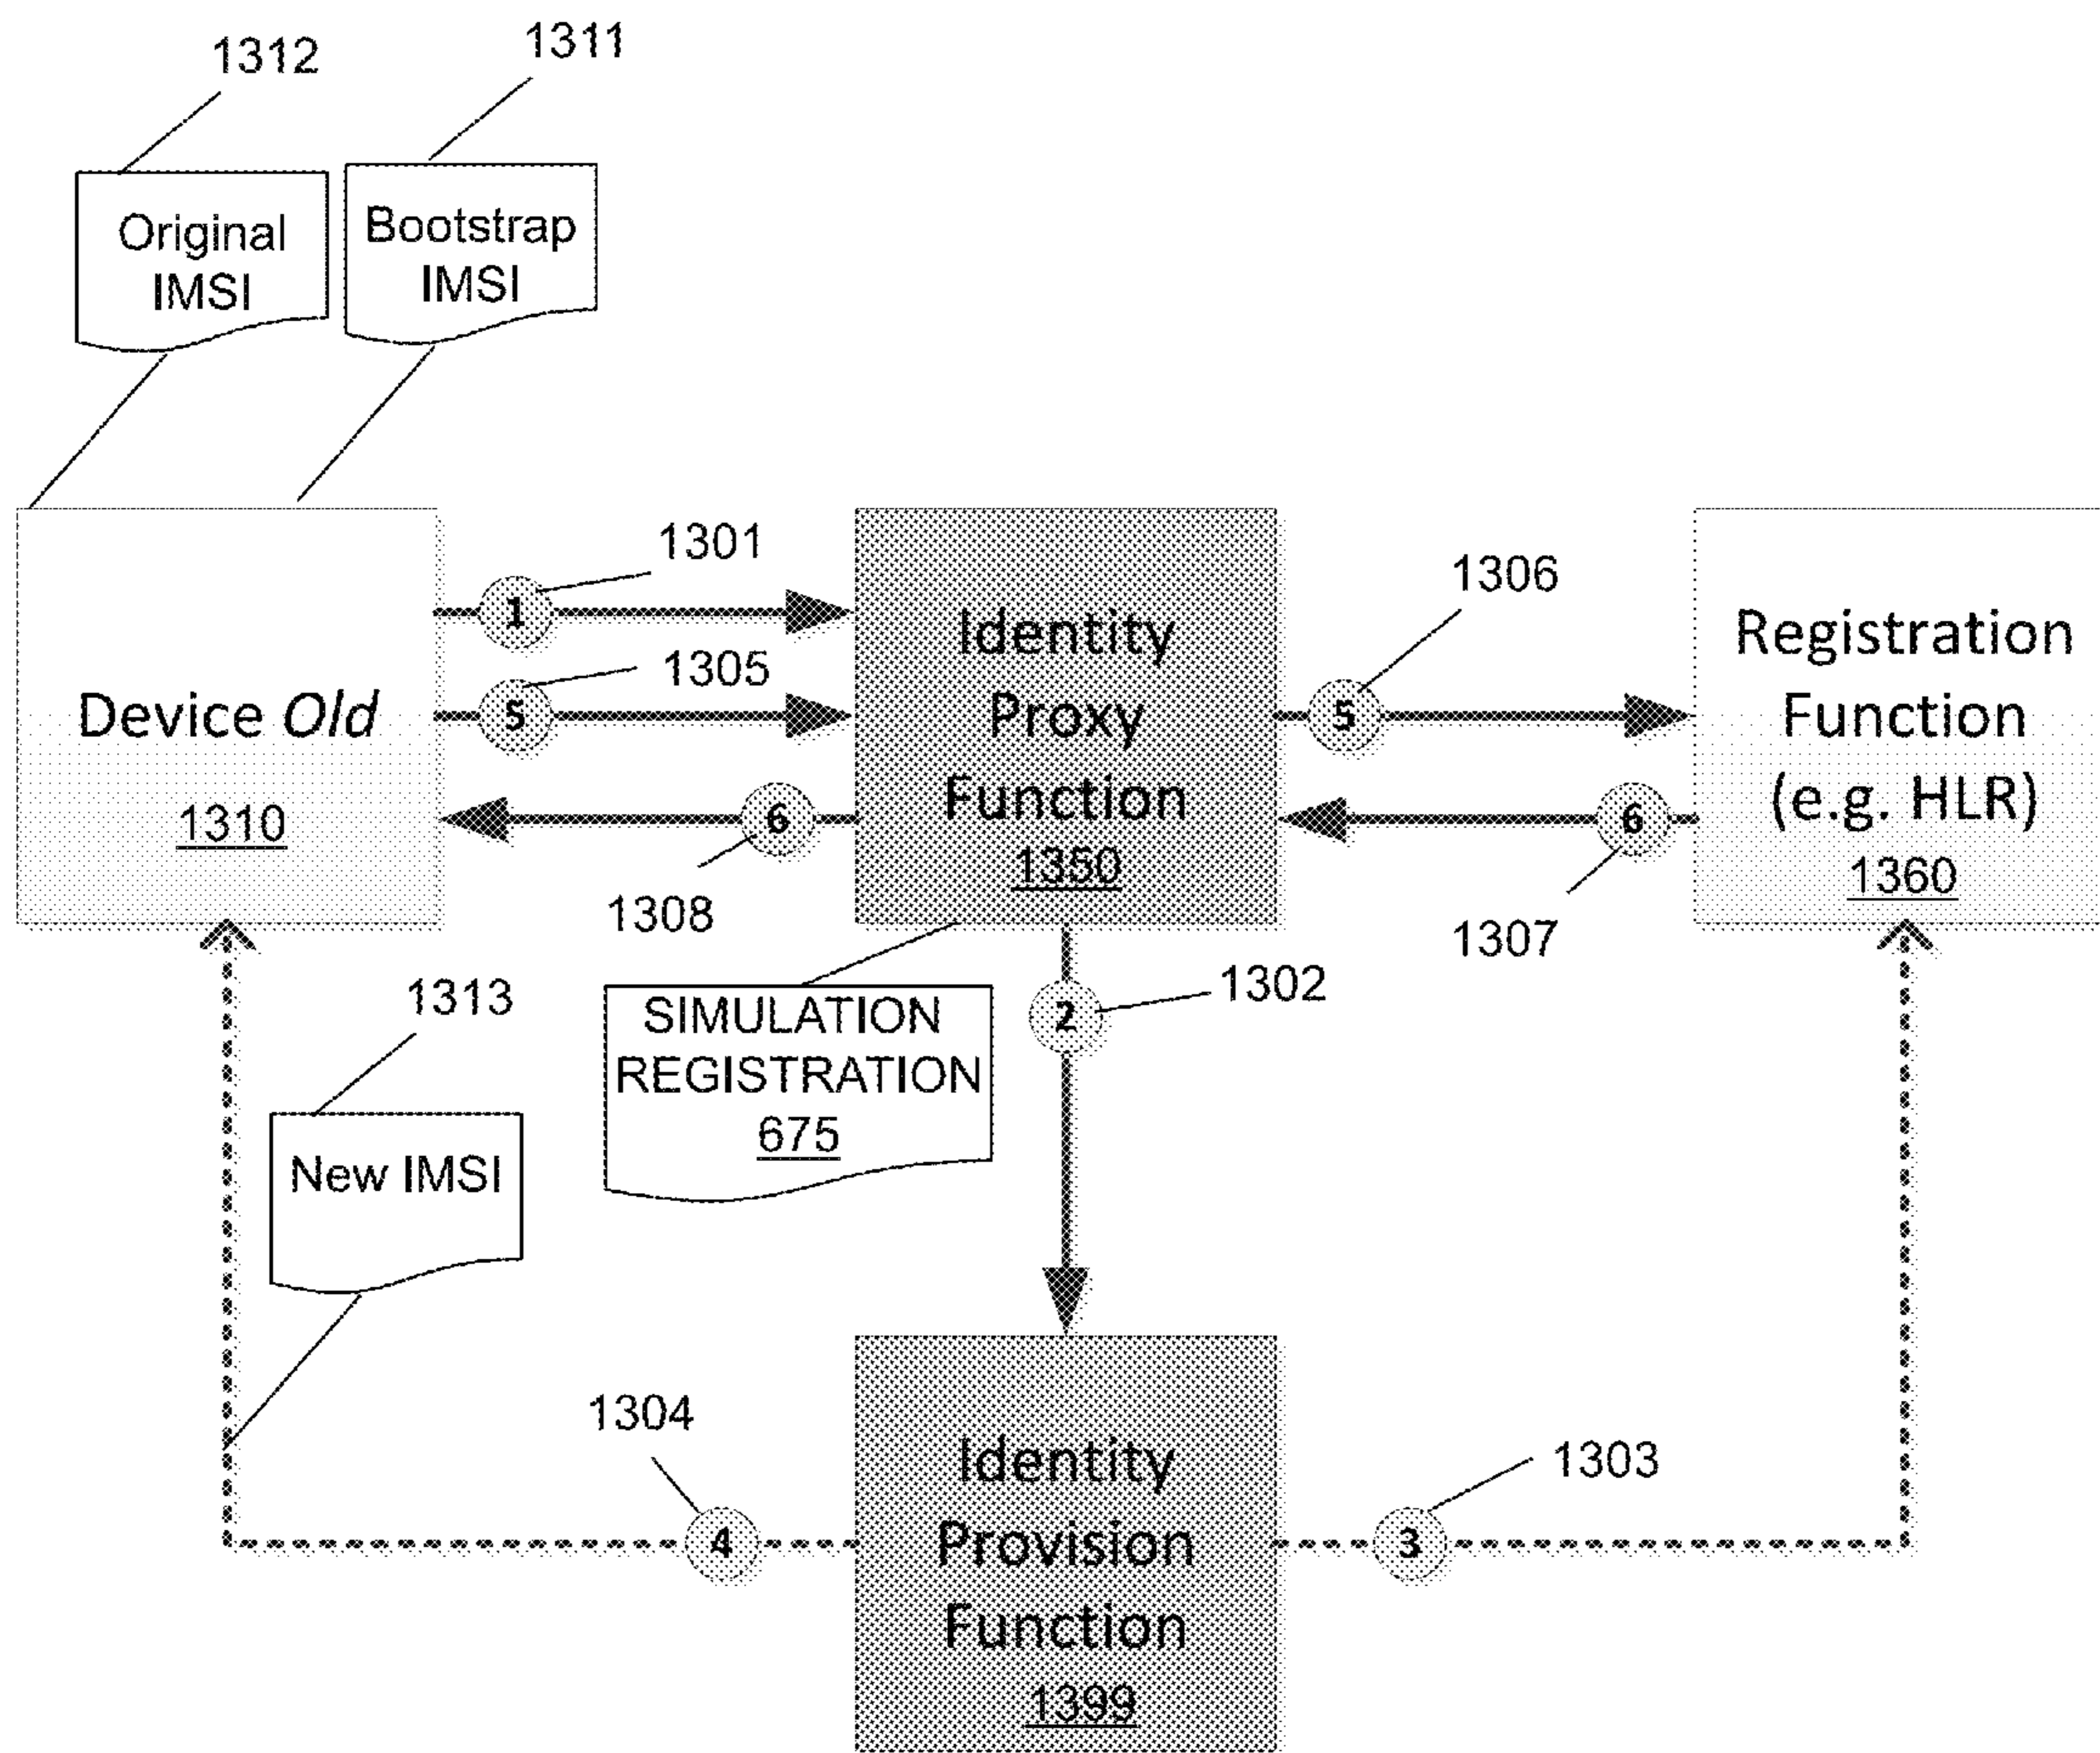 1312
1311
Original
IMSI
Bootstrap
IMSI
1301
1
1305
5
Device Old
1310
6
1308
Identity
Proxy
Function
1350
1306
5
6
1307
Registration
Function
(e.g. HLR)
1360
1313
New IMSI
SIMULATION
REGISTRATION
675
2
1302
1304
4
Identity
Provision
Function
1399
1303
3